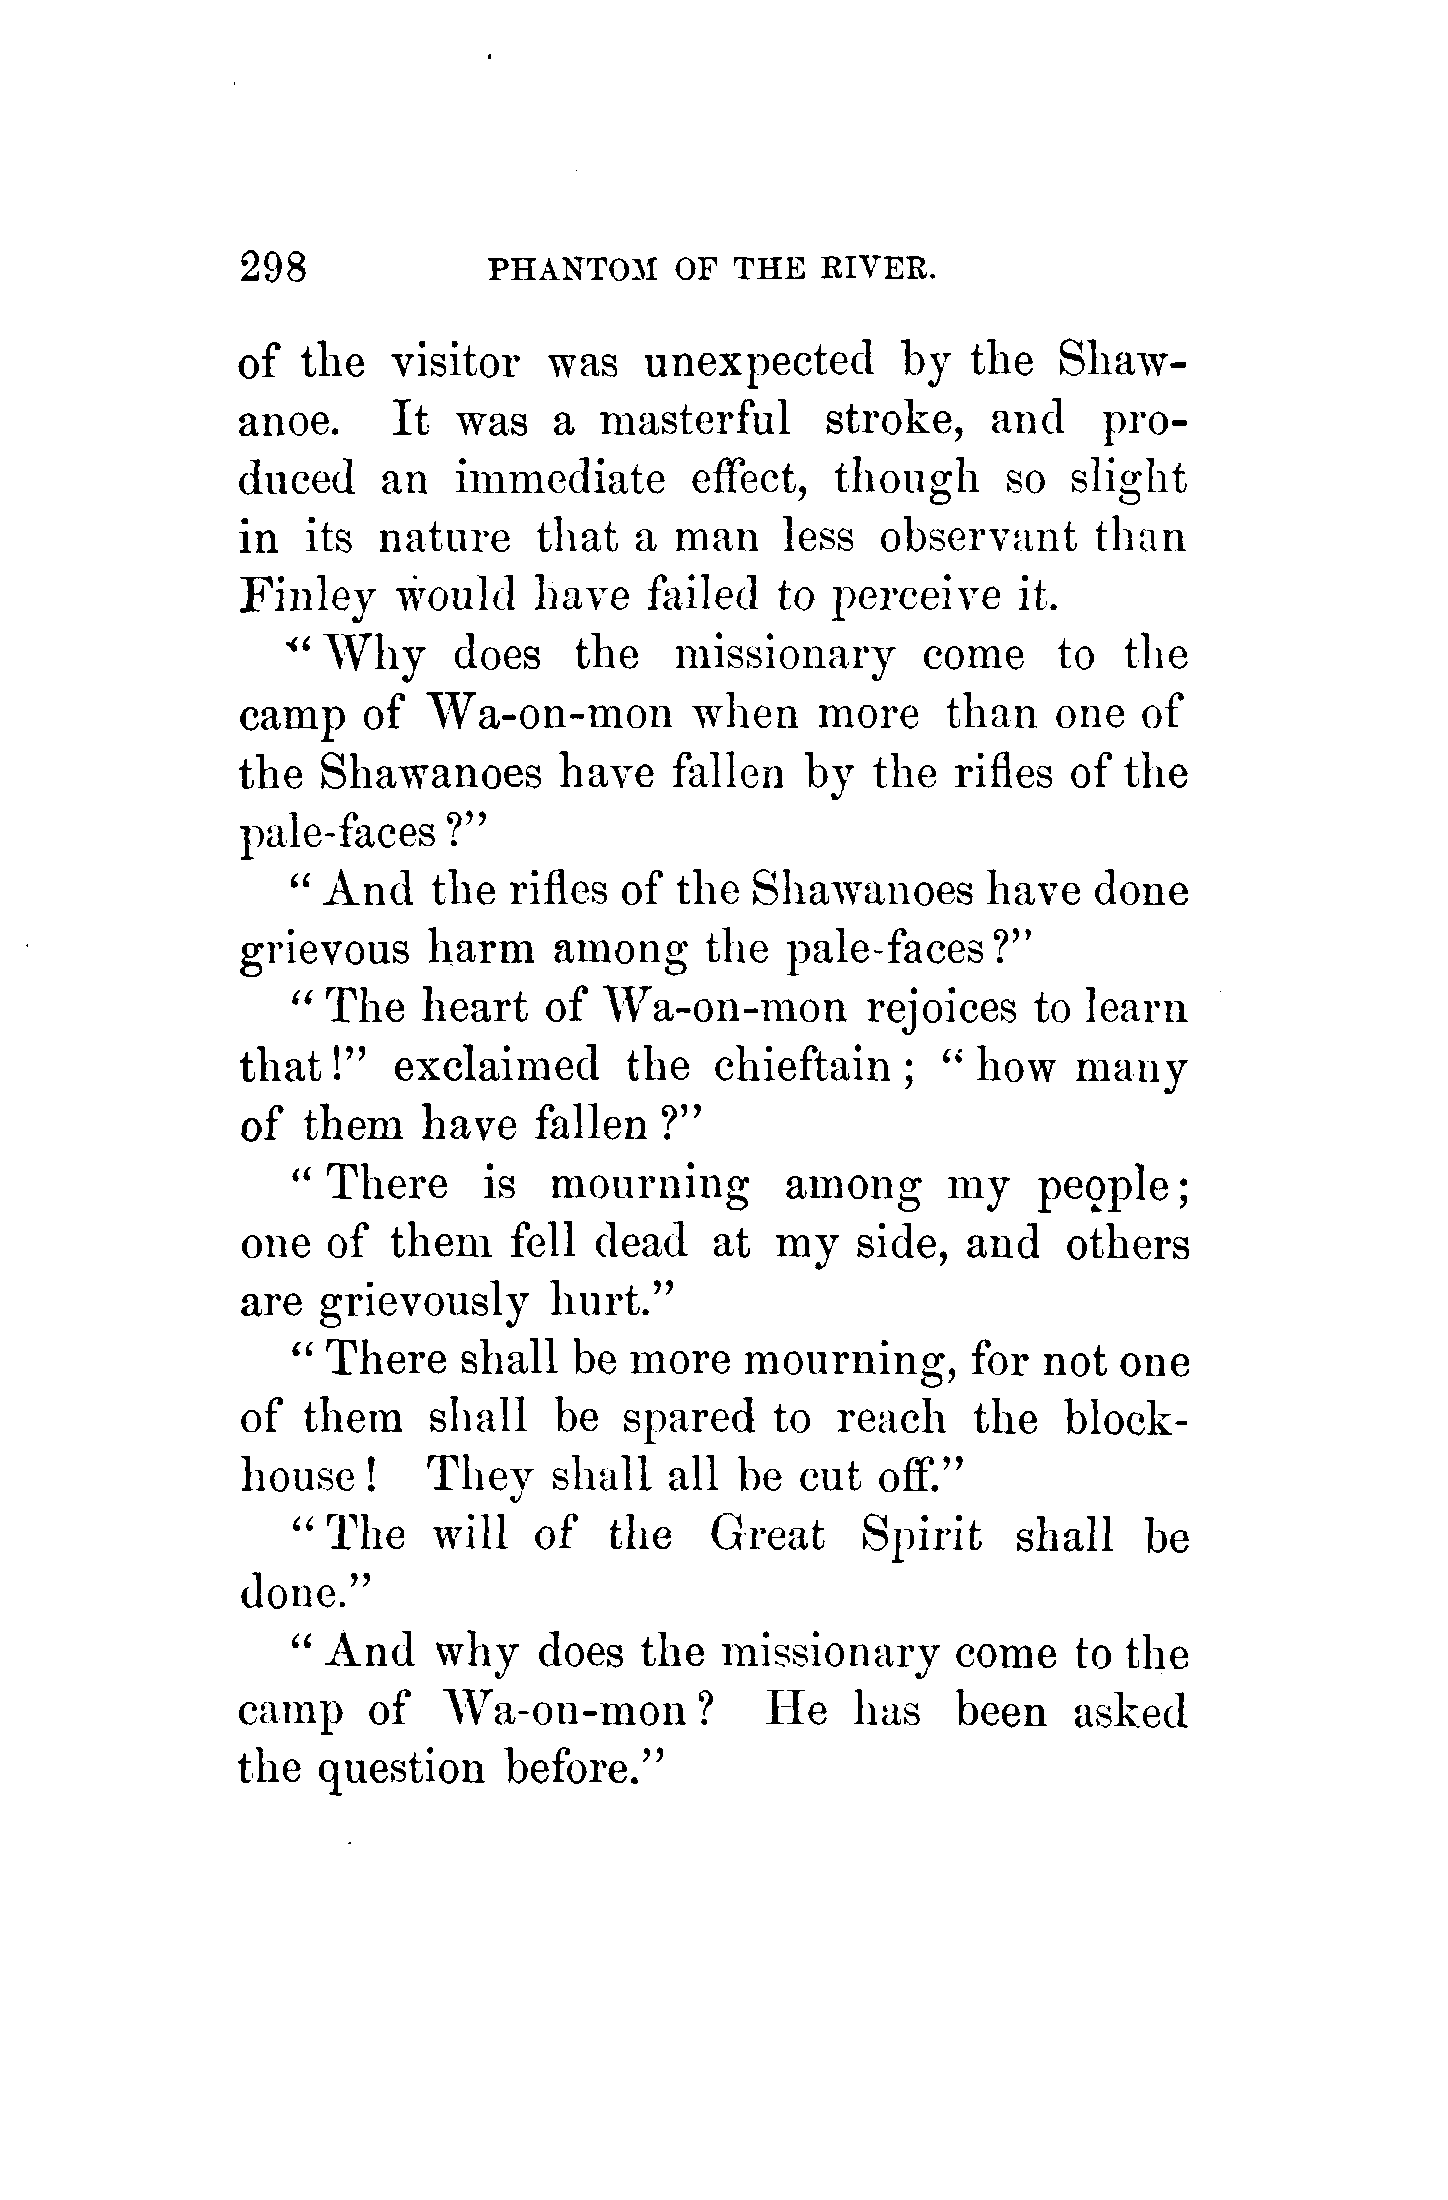 298 PHANTOM OF THE RIVER.
of the visitor was unexpected by the Shaw-
anoe. It was a masterful stroke, and pro-
duced an immediate effect, though so slight
in its nature that a man less observant than
Finley would have failed to perceive it.
“Why does the missionary come to the
camp of Wa-on-mon when more than one of
the Shawanoes have fallen by the rifles of the
pale-faces?”
“And the rifles of the Shawanoes have done
grievous harm among the pale-faces?”
“The heart of Wa-on-mon rejoices to learn
that!” exclaimed the chieftain; “how many
of them have fallen?”
“There is mourning among my people;
one of them fell dead at my side, and others
are grievously hurt.”
“There shall be more mourning, for not one
of them shall be spared to reach the block-
house! They shall all be cut off.”
“The will of the Great Spirit shall be
done.”
“And why does the missionary come to the
camp of Wa-on-mon? He has been asked
the question before.”